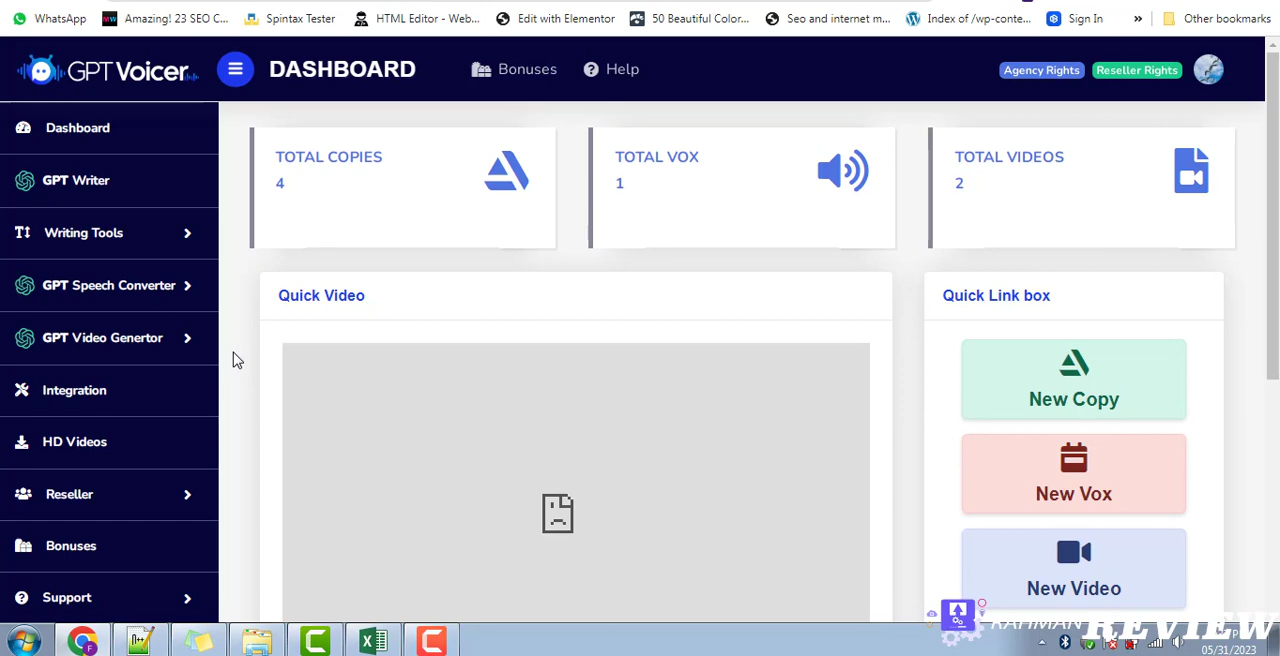 WhatsApp
Amazing! 23 SEO C...
Spintax Tester
HTML Editor - Web...
Edit with Elementor
50 Beautiful Color...
Seo and internet m...
Index of /wp-conte...
Sign In
»
Other bookmarks
GPT Voicer
DASHBOARD
Bonuses
Help
Agency Rights
Reseller Rights
Dashboard
GPT Writer
Writing Tools
GPT Speech Converter
GPT Video Genertor
Integration
HD Videos
Reseller
Bonuses
Support
TOTAL COPIES
4
TOTAL VOX
1
TOTAL VIDEOS
2
Quick Video
Quick Link box
New Copy
New Vox
New Video
RAHMAN
REVIEW
05/31/2023